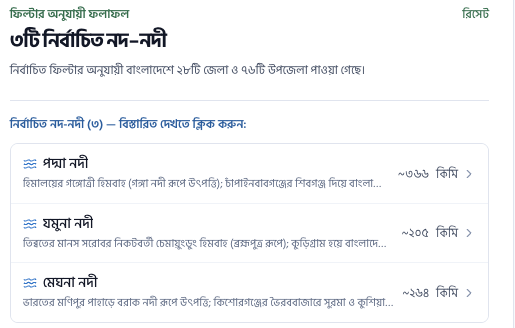 ফিল্টার অনুযায়ী ফলাফল রিসেট
৩টি নির্বাচিত নদ-নদী
নির্বাচিত ফিল্টার অনুযায়ী বাংলাদেশে ২৮টি জেলা ও ৭৬টি উপজেলা পাওয়া গেছে।
নির্বাচিত নদ-নদী (৩) — বিস্তারিত দেখতে ক্লিক করুন:
পদ্মা নদী
হিমালয়ের গঙ্গোত্রী হিমবাহ (গঙ্গা নদী রূপে উৎপত্তি); চাঁপাইনবাবগঞ্জের শিবগঞ্জ দিয়ে বাংলা... ~৩৬৬ কিমি
যমুনা নদী
তিব্বতের মানস সরোবর নিকটবর্তী চেমায়ুংডুং হিমবাহ (ব্রহ্মপুত্র রূপে); কুড়িগ্রাম হয়ে বাংলাদে... ~২০৫ কিমি
মেঘনা নদী
ভারতের মণিপুর পাহাড়ে বরাক নদী রূপে উৎপত্তি; কিশোরগঞ্জের ভৈরববাজারে সুরমা ও কুশিয়া... ~২৬৪ কিমি